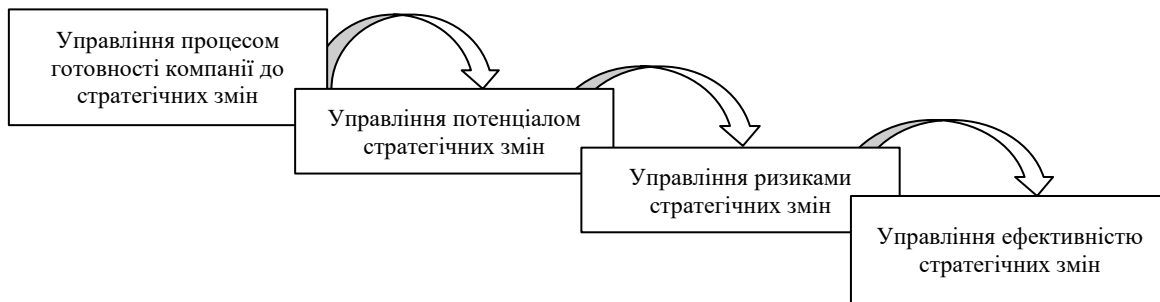 Управління процесом
готовності компанії до
стратегічних змін
Управління потенціалом
стратегічних змін
Управління ризиками
стратегічних змін
Управління ефективністю
стратегічних змін